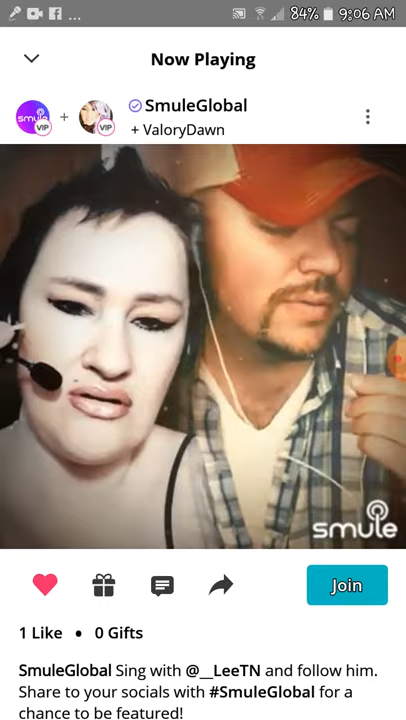 ... 84% 9:06 AM
Now Playing
smule VIP + VIP SmuleGlobal
+ ValoryDawn
smule
Join
1 Like • 0 Gifts
SmuleGlobal Sing with @__LeeTN and follow him.
Share to your socials with #SmuleGlobal for a
chance to be featured!